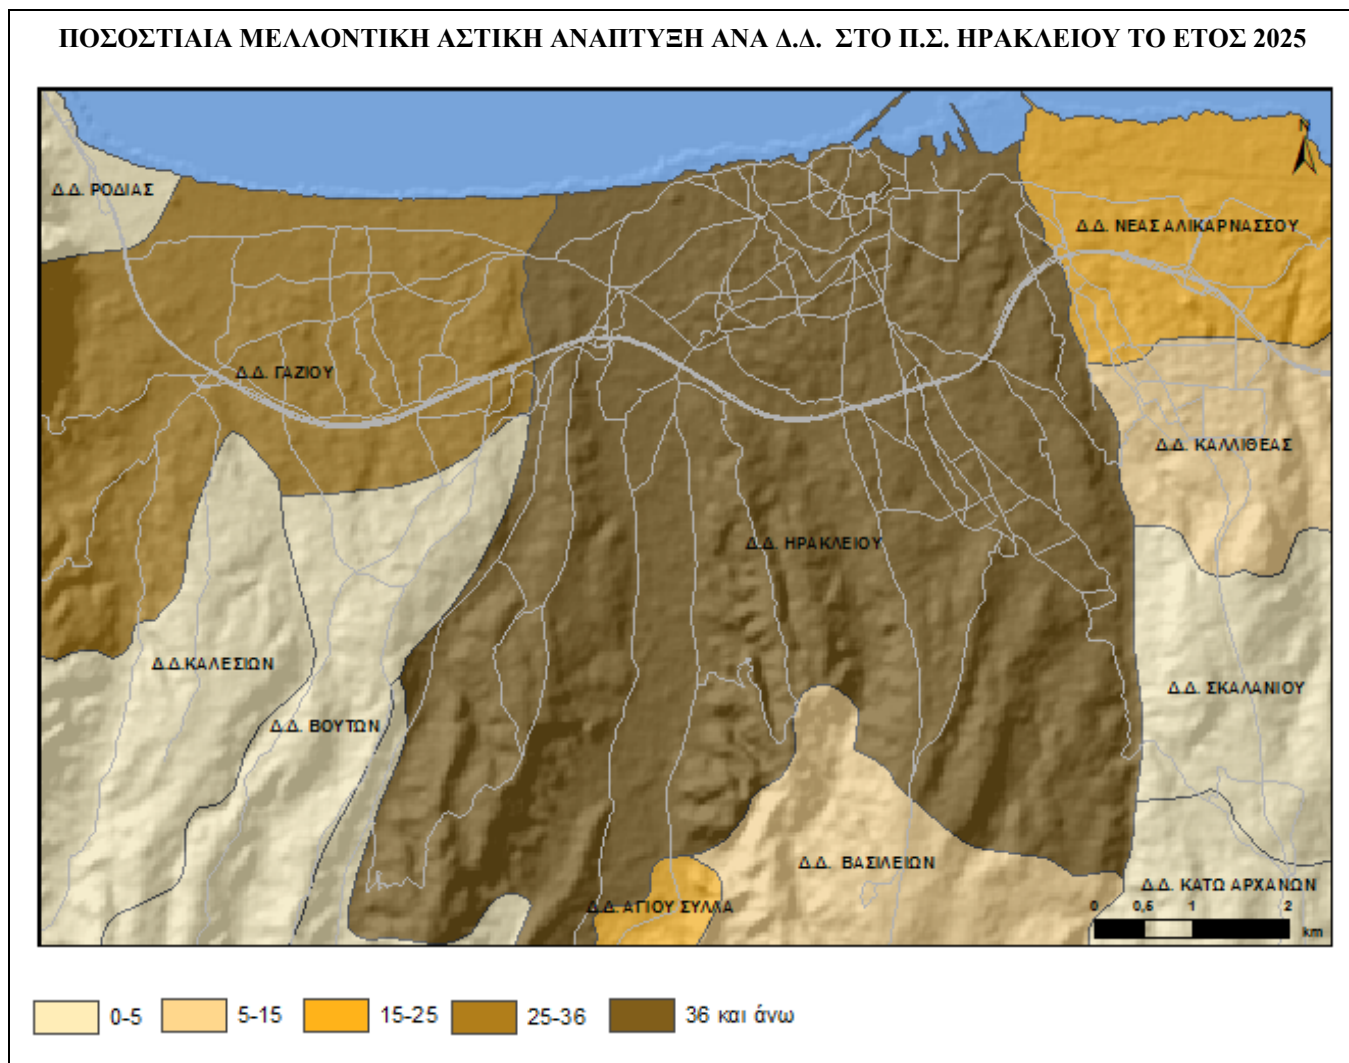 ΠΟΣΟΣΤΙΑΙΑ ΜΕΛΛΟΝΤΙΚΗ ΑΣΤΙΚΗ ΑΝΑΠΤΥΞΗ ΑΝΑ Δ.Δ. ΣΤΟ Π.Σ. ΗΡΑΚΛΕΙΟΥ ΤΟ ΕΤΟΣ 2025
N
Δ.Δ. ΡΟΔΙΑΣ
Δ.Δ. ΝΕΑΣ ΑΛΙΚΑΡΝΑΣΣΟΥ
Δ.Δ. ΓΑΖΙΟΥ
Δ.Δ. ΚΑΛΛΙΘΕΑΣ
Δ.Δ. ΗΡΑΚΛΕΙΟΥ
Δ.Δ.ΚΑΛΕΣΙΩΝ
Δ.Δ. ΣΚΑΛΑΝΙΟΥ
Δ.Δ. ΒΟΥΤΩΝ
Δ.Δ. ΒΑΣΙΛΕΙΩΝ
Δ.Δ. ΚΑΤΩ ΑΡΧΑΝΩΝ
Δ.Δ. ΑΓΙΟΥ ΣΥΛΛΑ
0 0,5 1 2
km
0-5 5-15 15-25 25-36 36 και άνω